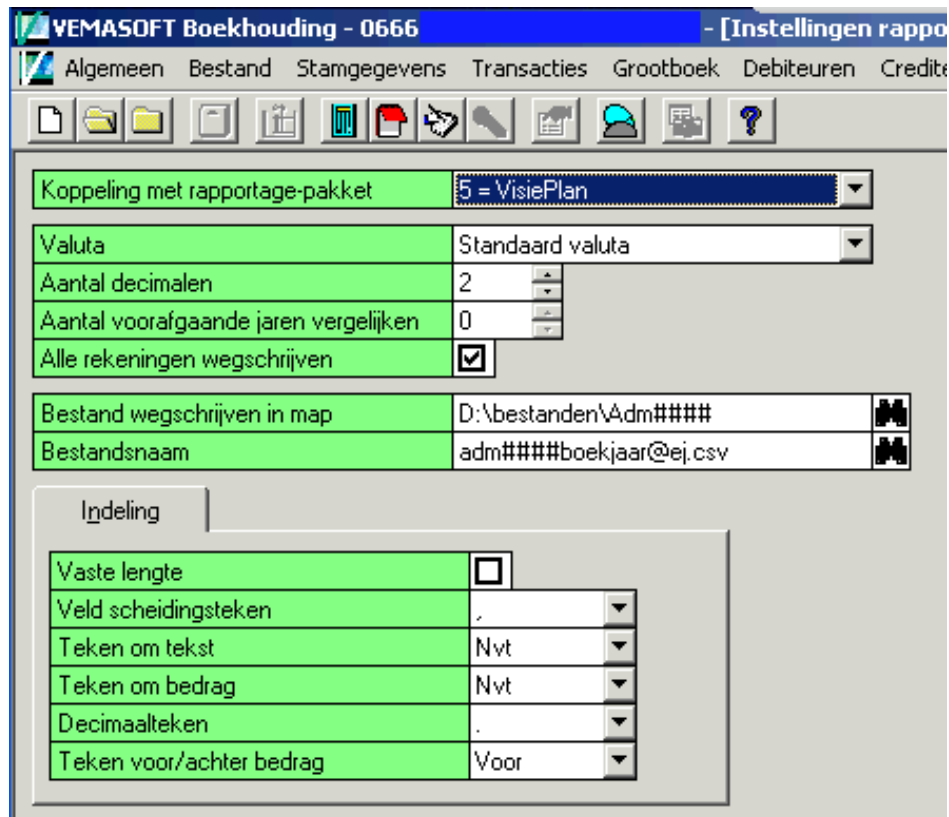 VEMASOFT Boekhouding - 0666 - [Instellingen rappo
Algemeen Bestand Stamgegevens Transacties Grootboek Debiteuren Credite
?
Koppeling met rapportage-pakket 5 = VisiePlan
Valuta Standaard valuta
Aantal decimalen 2
Aantal voorafgaande jaren vergelijken 0
Alle rekeningen wegschrijven
Bestand wegschrijven in map D:\bestanden\Adm####
Bestandsnaam adm####boekjaar@ej.csv
Indeling
Vaste lengte
Veld scheidingsteken ,
Teken om tekst Nvt
Teken om bedrag Nvt
Decimaalteken .
Teken voor/achter bedrag Voor